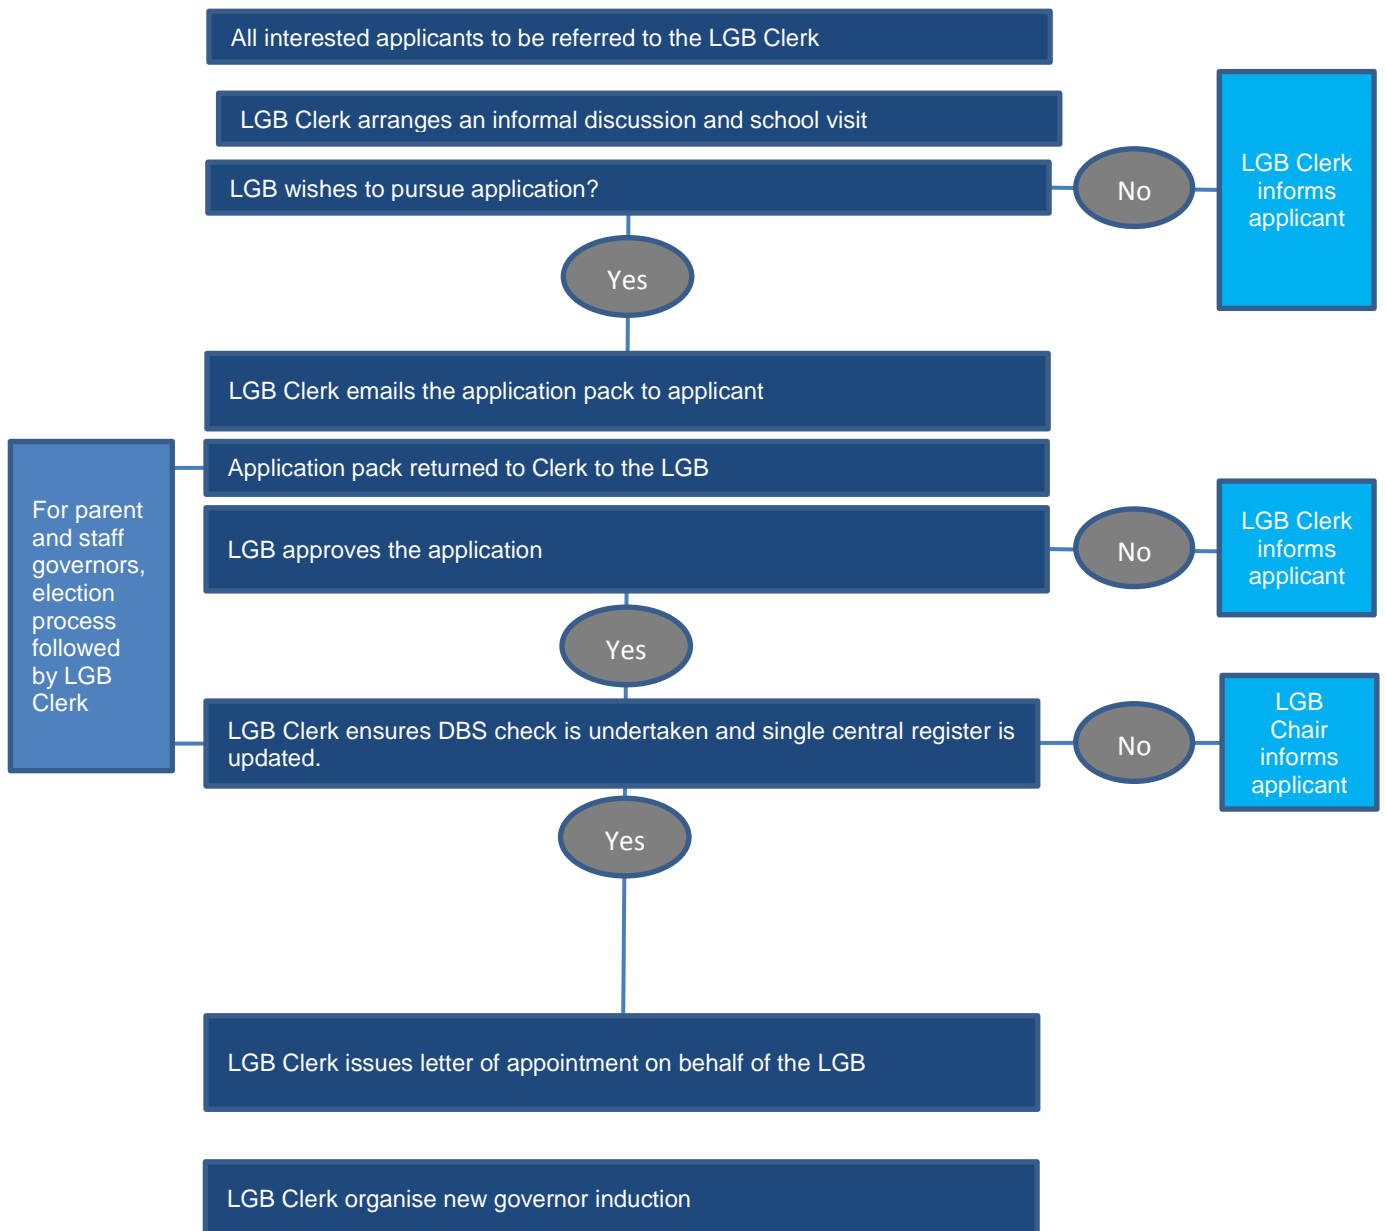 All interested applicants to be referred to the LGB Clerk
LGB Clerk arranges an informal discussion and school visit
LGB wishes to pursue application?
No
LGB Clerk
informs
applicant
Yes
LGB Clerk emails the application pack to applicant
For parent
and staff
governors,
election
process
followed
by LGB
Clerk
Application pack returned to Clerk to the LGB
LGB approves the application
No
LGB Clerk
informs
applicant
Yes
LGB Clerk ensures DBS check is undertaken and single central register is
updated.
No
LGB
Chair
informs
applicant
Yes
LGB Clerk issues letter of appointment on behalf of the LGB
LGB Clerk organise new governor induction